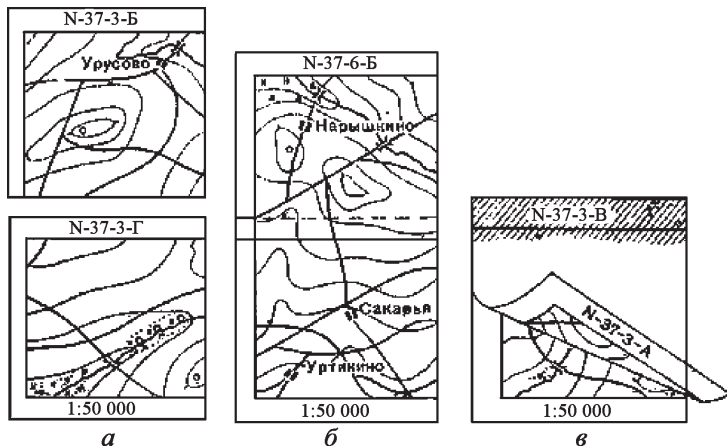 N-37-3-Б
Урусово
N-37-3-Г
1:50 000
а
N-37-6-Б
Нарышкино
Сакарья
Уртикино
1:50 000
б
N-37-3-В
N-37-3-А
1:50 000
в